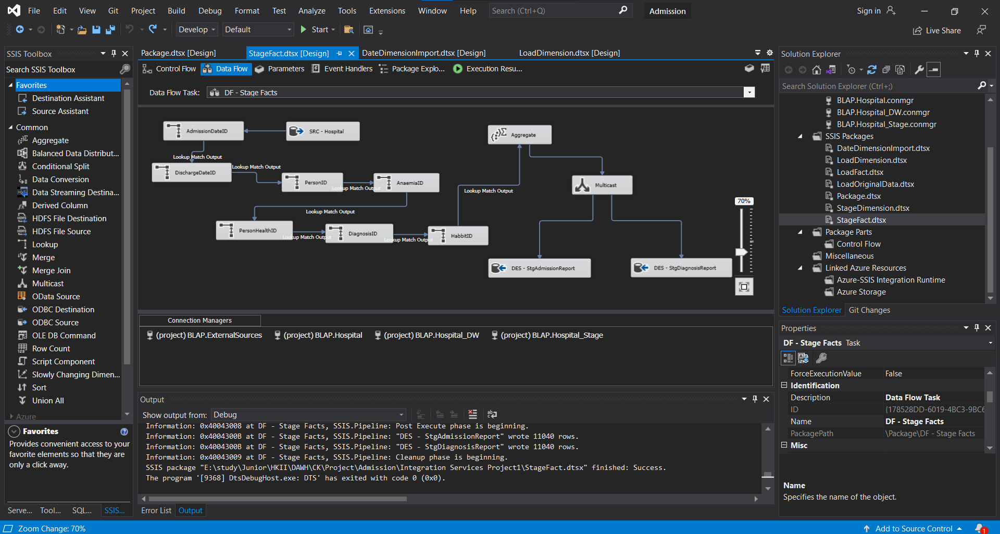 File Edit View Git Project Build Debug Format Test Analyze Tools Extensions Window Help Search (Ctrl+Q) Admission Sign in
Develop Default Start Live Share
SSIS Toolbox
Search SSIS Toolbox
Favorites
Destination Assistant
Source Assistant
Common
Aggregate
Balanced Data Distribut...
Conditional Split
Data Conversion
Data Streaming Destina...
Derived Column
HDFS File Destination
HDFS File Source
Lookup
Merge
Merge Join
Multicast
OData Source
ODBC Destination
ODBC Source
OLE DB Command
Row Count
Script Component
Slowly Changing Dimen...
Sort
Union All
Azure
Favorites
Provides convenient access to your
favorite elements so that they are
only a click away.
Serve... Tool... SQL... SSIS...
Package.dtsx [Design] StageFact.dtsx [Design] DateDimensionImport.dtsx [Design] LoadDimension.dtsx [Design]
Control Flow Data Flow Parameters Event Handlers Package Explo... Execution Resu...
Data Flow Task: DF - Stage Facts
AdmissionDateID SRC - Hospital Aggregate
Lookup Match Output
DischargeDateID Lookup Match Output
PersonID Lookup Match Output AnaemiaID
Lookup Match Output
Multicast
Lookup Match Output
70%
PersonHealthID Lookup Match Output DiagnosisID Lookup Match Output HabbitID
DES - StgAdmissionReport DES - StgDiagnosisReport
Connection Managers
(project) BLAP.ExternalSources (project) BLAP.Hospital (project) BLAP.Hospital_DW (project) BLAP.Hospital_Stage
Output
Show output from: Debug
Information: 0x40043008 at DF - Stage Facts, SSIS.Pipeline: Post Execute phase is beginning.
Information: 0x4004300B at DF - Stage Facts, SSIS.Pipeline: "DES - StgAdmissionReport" wrote 11040 rows.
Information: 0x4004300B at DF - Stage Facts, SSIS.Pipeline: "DES - StgDiagnosisReport" wrote 11040 rows.
Information: 0x40043009 at DF - Stage Facts, SSIS.Pipeline: Cleanup phase is beginning.
SSIS package "E:\study\Junior\HKII\DAWH\CK\Project\Admission\Integration Services Project1\StageFact.dtsx" finished: Success.
The program '[9368] DtsDebugHost.exe: DTS' has exited with code 0 (0x0).
Error List Output
Solution Explorer
Search Solution Explorer (Ctrl+;)
BLAP.Hospital.conmgr
BLAP.Hospital_DW.conmgr
BLAP.Hospital_Stage.conmgr
SSIS Packages
DateDimensionImport.dtsx
LoadDimension.dtsx
LoadFact.dtsx
LoadOriginalData.dtsx
Package.dtsx
StageDimension.dtsx
StageFact.dtsx
Package Parts
Control Flow
Miscellaneous
Linked Azure Resources
Azure-SSIS Integration Runtime
Azure Storage
Solution Explorer Git Changes
Properties
DF - Stage Facts Task
ForceExecutionValue False
Identification
Description Data Flow Task
ID {178528DD-6019-4BC3-9BC6
Name DF - Stage Facts
PackagePath \Package\DF - Stage Facts
Misc
Name
Specifies the name of the object.
Zoom Change: 70% Add to Source Control 1